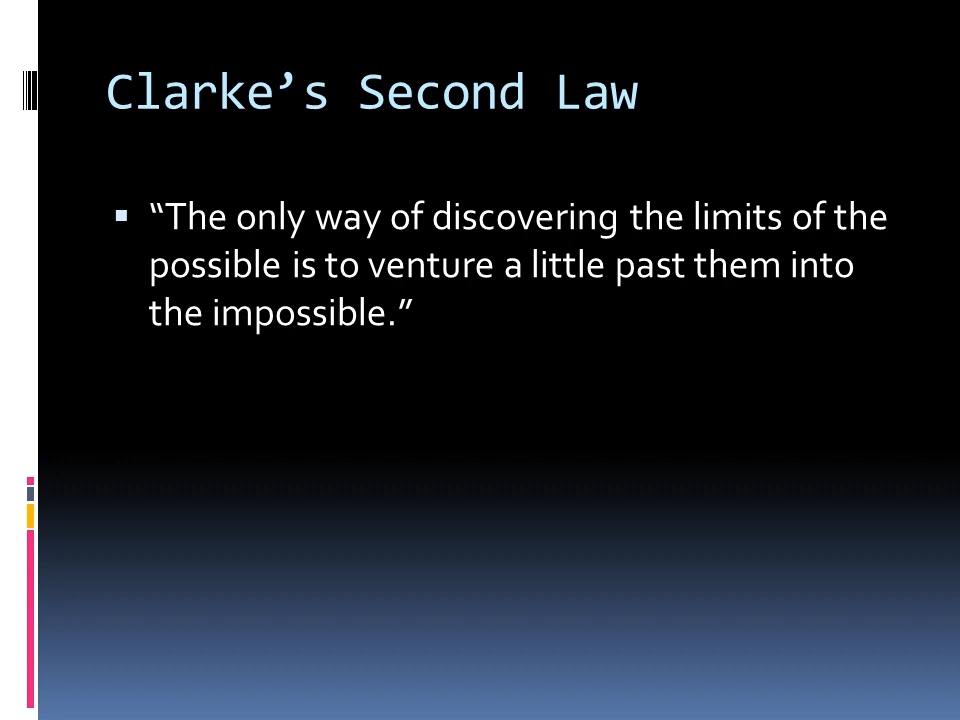 Clarke’s Second Law
“The only way of discovering the limits of the
possible is to venture a little past them into
the impossible.”